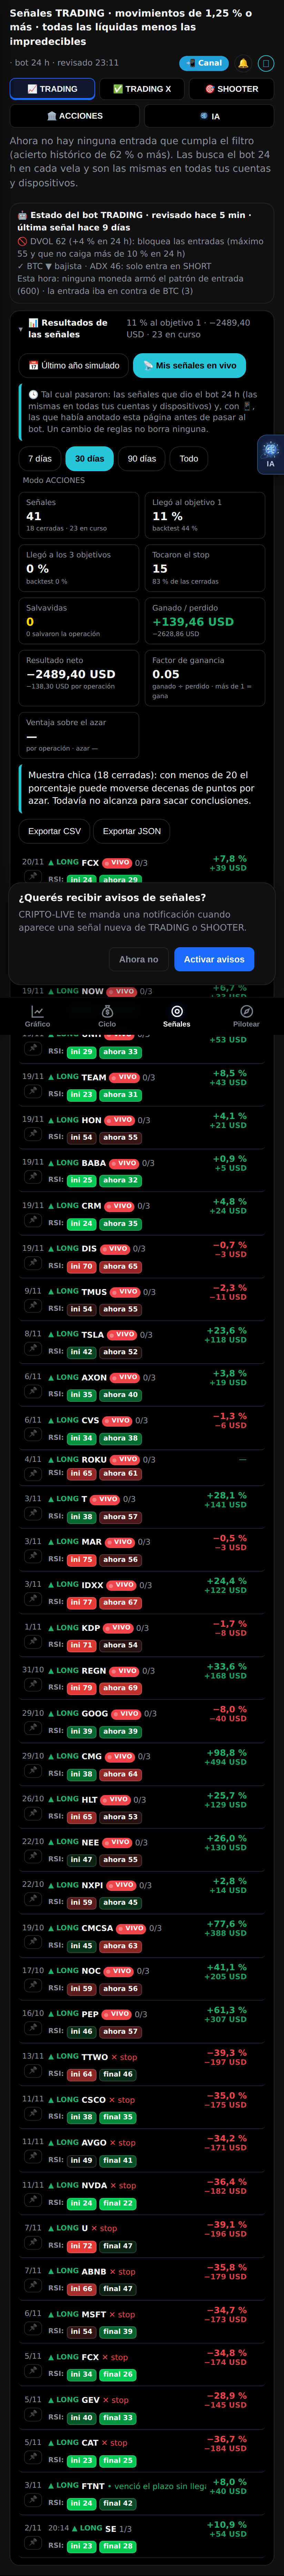 Señales TRADING · movimientos de 1,25 % o
más · todas las líquidas menos las
impredecibles
· bot 24 h · revisado 23:11
📲 Canal
📈 TRADING
✅ TRADING X
🎯 SHOOTER
🏛️ ACCIONES
IA
Ahora no hay ninguna entrada que cumpla el filtro
(acierto histórico de 62 % o más). Las busca el bot 24
h en cada vela y son las mismas en todas tus cuentas
y dispositivos.
🤖 Estado del bot TRADING · revisado hace 5 min ·
última señal hace 9 días
🚫 DVOL 62 (+4 % en 24 h): bloquea las entradas (máximo
55 y que no caiga más de 10 % en 24 h)
✓ BTC ▼ bajista · ADX 46: solo entra en SHORT
Esta hora: ninguna moneda armó el patrón de entrada
(600) · la entrada iba en contra de BTC (3)
▾ 📊 Resultados de
las señales
11 % al objetivo 1 · −2489,40
USD · 23 en curso
📅 Último año simulado
📡 Mis señales en vivo
🕓 Tal cual pasaron: las señales que dio el bot 24 h (las
mismas en todas tus cuentas y dispositivos) y, con 📱,
las que había anotado esta página antes de pasar al
bot. Un cambio de reglas no borra ninguna.
7 días
30 días
90 días
Todo
Modo ACCIONES
Señales
41
18 cerradas · 23 en curso
Llegó al objetivo 1
11 %
backtest 44 %
Llegó a los 3 objetivos
0 %
backtest 0 %
Tocaron el stop
15
83 % de las cerradas
Salvavidas
0
0 salvaron la operación
Ganado / perdido
+139,46 USD
−2628,86 USD
Resultado neto
−2489,40 USD
−138,30 USD por operación
Factor de ganancia
0.05
ganado ÷ perdido · más de 1 =
gana
Ventaja sobre el azar
—
por operación · azar —
Muestra chica (18 cerradas): con menos de 20 el
porcentaje puede moverse decenas de puntos por
azar. Todavía no alcanza para sacar conclusiones.
Exportar CSV
Exportar JSON
IA
20/11 ▲ LONG FCX VIVO 0/3 +7,8 %
+39 USD
RSI: ini 24 ahora 29
¿Querés recibir avisos de señales?
CRIPTO-LIVE te manda una notificación cuando
aparece una señal nueva de TRADING o SHOOTER.
Ahora no
Activar avisos
19/11 ▲ LONG NOW VIVO 0/3 +6,7 %
Gráfico
Ciclo
Señales
Pilotear
+53 USD
RSI: ini 29 ahora 33
19/11 ▲ LONG TEAM VIVO 0/3 +8,5 %
+43 USD
RSI: ini 23 ahora 31
19/11 ▲ LONG HON VIVO 0/3 +4,1 %
+21 USD
RSI: ini 54 ahora 55
19/11 ▲ LONG BABA VIVO 0/3 +0,9 %
+5 USD
RSI: ini 25 ahora 32
19/11 ▲ LONG CRM VIVO 0/3 +4,8 %
+24 USD
RSI: ini 24 ahora 35
19/11 ▲ LONG DIS VIVO 0/3 −0,7 %
−3 USD
RSI: ini 70 ahora 65
9/11 ▲ LONG TMUS VIVO 0/3 −2,3 %
−11 USD
RSI: ini 54 ahora 55
8/11 ▲ LONG TSLA VIVO 0/3 +23,6 %
+118 USD
RSI: ini 42 ahora 52
6/11 ▲ LONG AXON VIVO 0/3 +3,8 %
+19 USD
RSI: ini 35 ahora 40
6/11 ▲ LONG CVS VIVO 0/3 −1,3 %
−6 USD
RSI: ini 34 ahora 38
4/11 ▲ LONG ROKU VIVO 0/3 —
RSI: ini 65 ahora 61
3/11 ▲ LONG T VIVO 0/3 +28,1 %
+141 USD
RSI: ini 38 ahora 57
3/11 ▲ LONG MAR VIVO 0/3 −0,5 %
−3 USD
RSI: ini 75 ahora 56
3/11 ▲ LONG IDXX VIVO 0/3 +24,4 %
+122 USD
RSI: ini 77 ahora 67
1/11 ▲ LONG KDP VIVO 0/3 −1,7 %
−8 USD
RSI: ini 71 ahora 54
31/10 ▲ LONG REGN VIVO 0/3 +33,6 %
+168 USD
RSI: ini 79 ahora 69
29/10 ▲ LONG GOOG VIVO 0/3 −8,0 %
−40 USD
RSI: ini 39 ahora 39
29/10 ▲ LONG CMG VIVO 0/3 +98,8 %
+494 USD
RSI: ini 38 ahora 64
26/10 ▲ LONG HLT VIVO 0/3 +25,7 %
+129 USD
RSI: ini 65 ahora 53
22/10 ▲ LONG NEE VIVO 0/3 +26,0 %
+130 USD
RSI: ini 47 ahora 55
22/10 ▲ LONG NXPI VIVO 0/3 +2,8 %
+14 USD
RSI: ini 59 ahora 45
19/10 ▲ LONG CMCSA VIVO 0/3 +77,6 %
+388 USD
RSI: ini 45 ahora 63
17/10 ▲ LONG NOC VIVO 0/3 +41,1 %
+205 USD
RSI: ini 59 ahora 56
16/10 ▲ LONG PEP VIVO 0/3 +61,3 %
+307 USD
RSI: ini 46 ahora 57
13/11 ▲ LONG TTWO ✕ stop −39,3 %
−197 USD
RSI: ini 64 final 46
11/11 ▲ LONG CSCO ✕ stop −35,0 %
−175 USD
RSI: ini 38 final 35
11/11 ▲ LONG AVGO ✕ stop −34,2 %
−171 USD
RSI: ini 49 final 41
11/11 ▲ LONG NVDA ✕ stop −36,4 %
−182 USD
RSI: ini 24 final 22
7/11 ▲ LONG U ✕ stop −39,1 %
−196 USD
RSI: ini 72 final 47
7/11 ▲ LONG ABNB ✕ stop −35,8 %
−179 USD
RSI: ini 66 final 47
6/11 ▲ LONG MSFT ✕ stop −34,7 %
−173 USD
RSI: ini 54 final 39
5/11 ▲ LONG FCX ✕ stop −34,8 %
−174 USD
RSI: ini 34 final 26
5/11 ▲ LONG GEV ✕ stop −28,9 %
−145 USD
RSI: ini 40 final 33
5/11 ▲ LONG CAT ✕ stop −36,7 %
−184 USD
RSI: ini 23 final 25
3/11 ▲ LONG FTNT • venció el plazo sin llega +8,0 %
+40 USD
RSI: ini 24 final 42
2/11 20:14 ▲ LONG SE 1/3 +10,9 %
+54 USD
RSI: ini 23 final 28